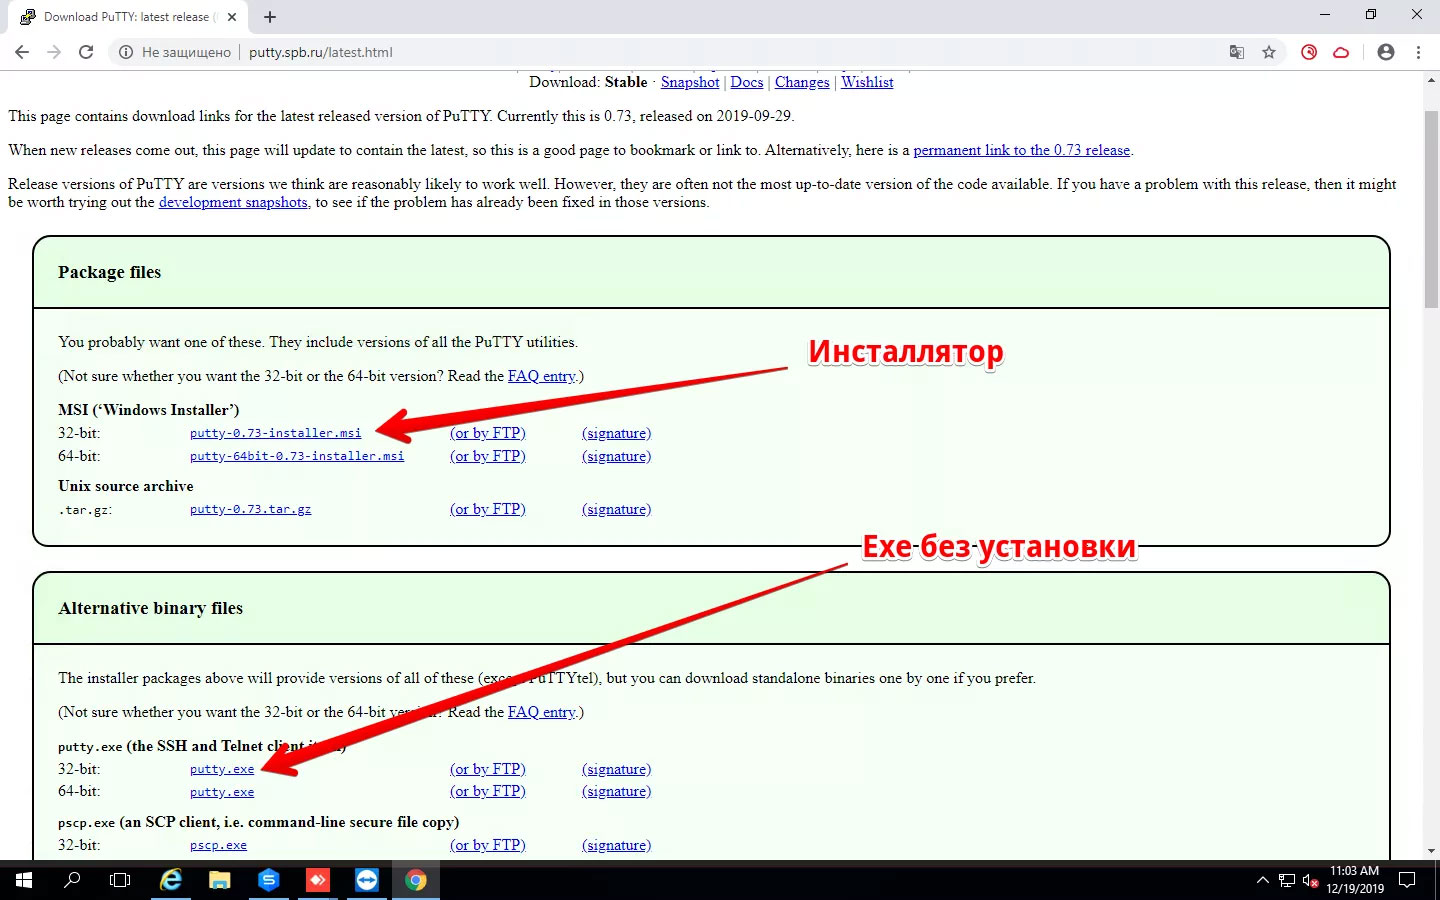 Download PuTTY: latest release (
Не защищено | putty.spb.ru/latest.html
Download: Stable · Snapshot | Docs | Changes | Wishlist
This page contains download links for the latest released version of PuTTY. Currently this is 0.73, released on 2019-09-29.
When new releases come out, this page will update to contain the latest, so this is a good page to bookmark or link to. Alternatively, here is a permanent link to the 0.73 release.
Release versions of PuTTY are versions we think are reasonably likely to work well. However, they are often not the most up-to-date version of the code available. If you have a problem with this release, then it might
be worth trying out the development snapshots, to see if the problem has already been fixed in those versions.
Package files
You probably want one of these. They include versions of all the PuTTY utilities.
Инсталлятор
(Not sure whether you want the 32-bit or the 64-bit version? Read the FAQ entry.)
MSI (‘Windows Installer’)
32-bit: putty-0.73-installer.msi (or by FTP) (signature)
64-bit: putty-64bit-0.73-installer.msi (or by FTP) (signature)
Unix source archive
.tar.gz: putty-0.73.tar.gz (or by FTP) (signature)
Exe без установки
Alternative binary files
The installer packages above will provide versions of all of these (except PuTTYtel), but you can download standalone binaries one by one if you prefer.
(Not sure whether you want the 32-bit or the 64-bit version? Read the FAQ entry.)
putty.exe (the SSH and Telnet client itself)
32-bit: putty.exe (or by FTP) (signature)
64-bit: putty.exe (or by FTP) (signature)
pscp.exe (an SCP client, i.e. command-line secure file copy)
32-bit: pscp.exe (or by FTP) (signature)
11:03 AM
12/19/2019